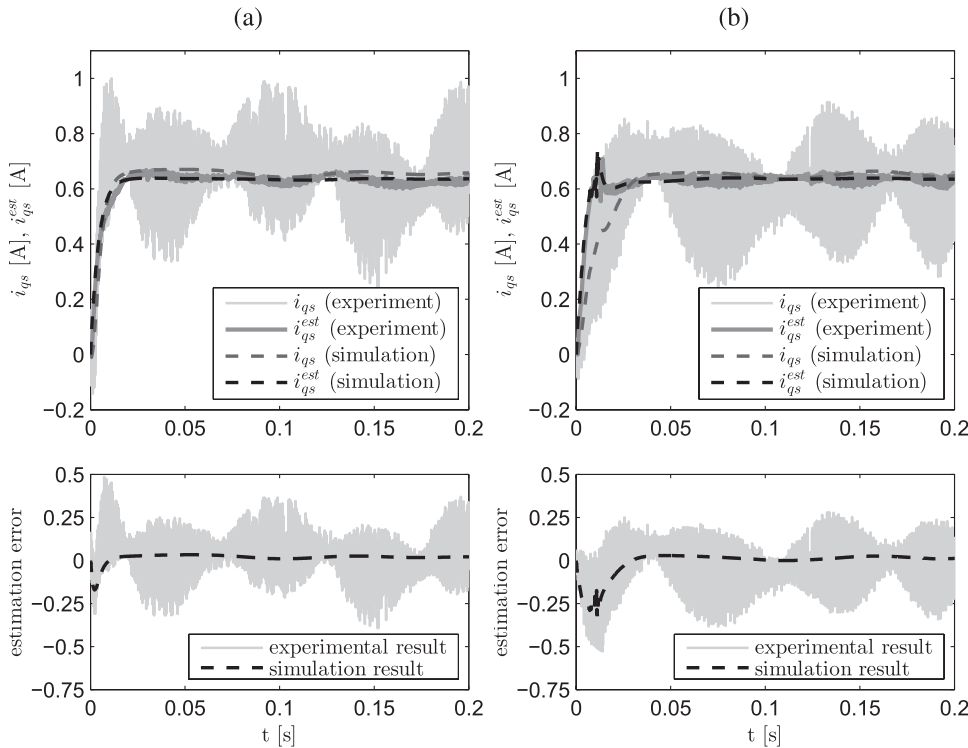 (a)
1
0.8
0.6
0.4
0.2
0
−0.2
i_qs [A], i_qs^est [A]
i_qs (experiment)
i_qs^est (experiment)
i_qs (simulation)
i_qs^est (simulation)
0 0.05 0.1 0.15 0.2
0.5
0.25
0
−0.25
−0.5
−0.75
estimation error
experimental result
simulation result
0 0.05 0.1 0.15 0.2
t [s]
(b)
1
0.8
0.6
0.4
0.2
0
−0.2
i_qs [A], i_qs^est [A]
i_qs (experiment)
i_qs^est (experiment)
i_qs (simulation)
i_qs^est (simulation)
0 0.05 0.1 0.15 0.2
0.5
0.25
0
−0.25
−0.5
−0.75
estimation error
experimental result
simulation result
0 0.05 0.1 0.15 0.2
t [s]